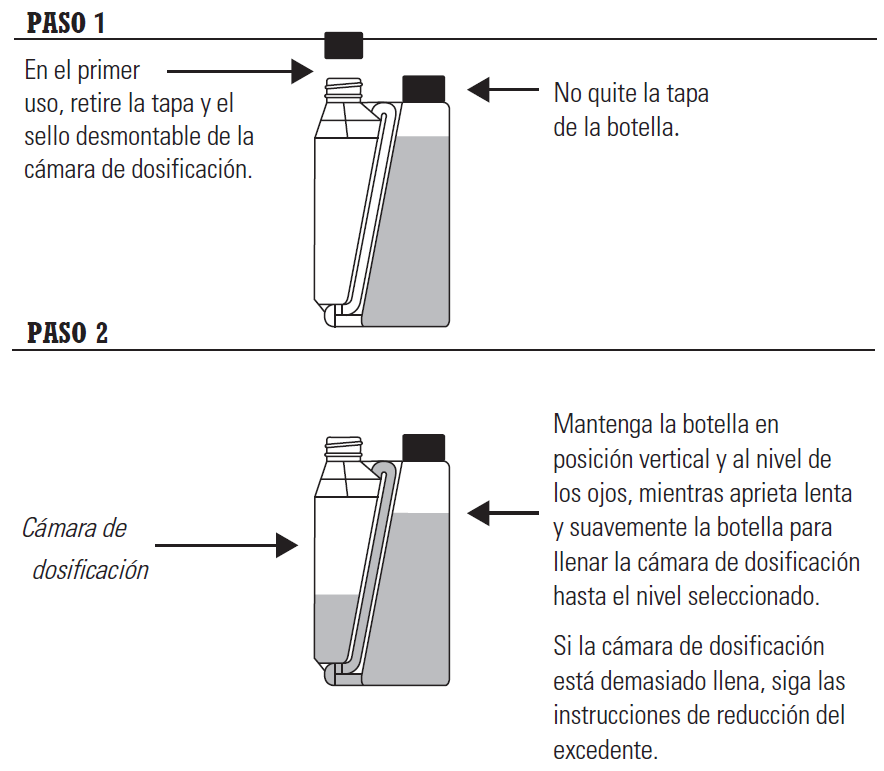 PASO 1
En el primer
uso, retire la tapa y el
sello desmontable de la
cámara de dosificación.
No quite la tapa
de la botella.
PASO 2
Cámara de
dosificación
Mantenga la botella en
posición vertical y al nivel de
los ojos, mientras aprieta lenta
y suavemente la botella para
llenar la cámara de dosificación
hasta el nivel seleccionado.
Si la cámara de dosificación
está demasiado llena, siga las
instrucciones de reducción del
excedente.